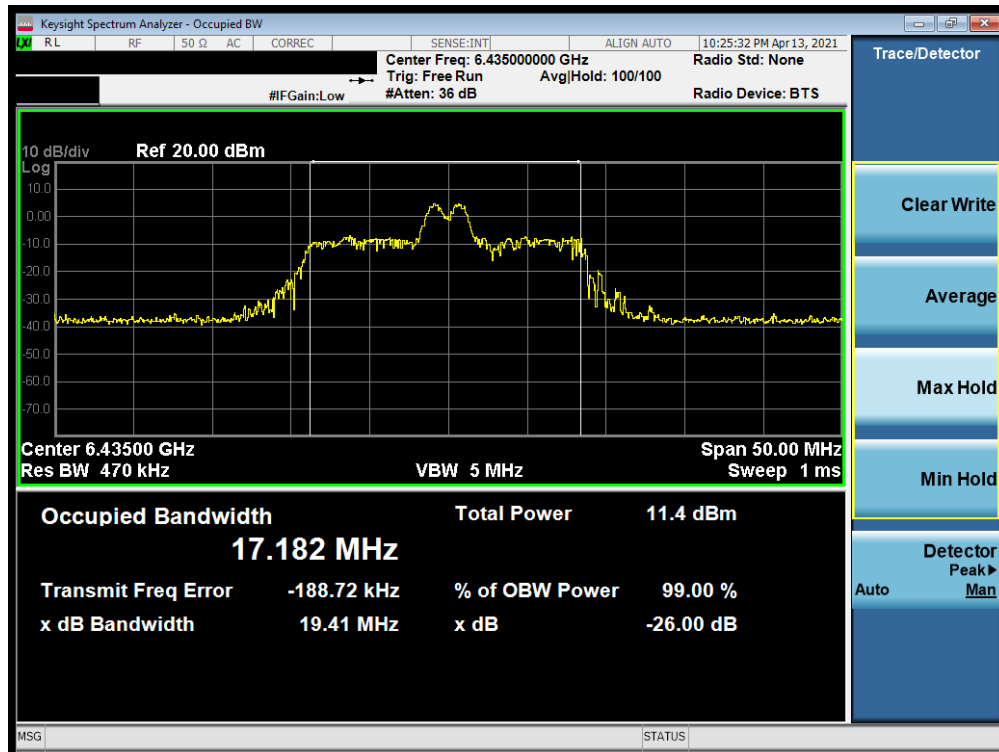 Keysight Spectrum Analyzer - Occupied BW
LXI RL RF 50 Ω AC CORREC SENSE:INT ALIGN AUTO 10:25:32 PM Apr 13, 2021
Center Freq: 6.435000000 GHz Radio Std: None
Trig: Free Run Avg|Hold: 100/100
#IFGain:Low #Atten: 36 dB Radio Device: BTS
10 dB/div Ref 20.00 dBm
Log
10.0
0.00
-10.0
-20.0
-30.0
-40.0
-50.0
-60.0
-70.0
Center 6.43500 GHz Span 50.00 MHz
Res BW 470 kHz VBW 5 MHz Sweep 1 ms
Occupied Bandwidth Total Power 11.4 dBm
17.182 MHz
Transmit Freq Error -188.72 kHz % of OBW Power 99.00 %
x dB Bandwidth 19.41 MHz x dB -26.00 dB
MSG STATUS
Trace/Detector
Clear Write
Average
Max Hold
Min Hold
Detector
Peak▶
Auto Man